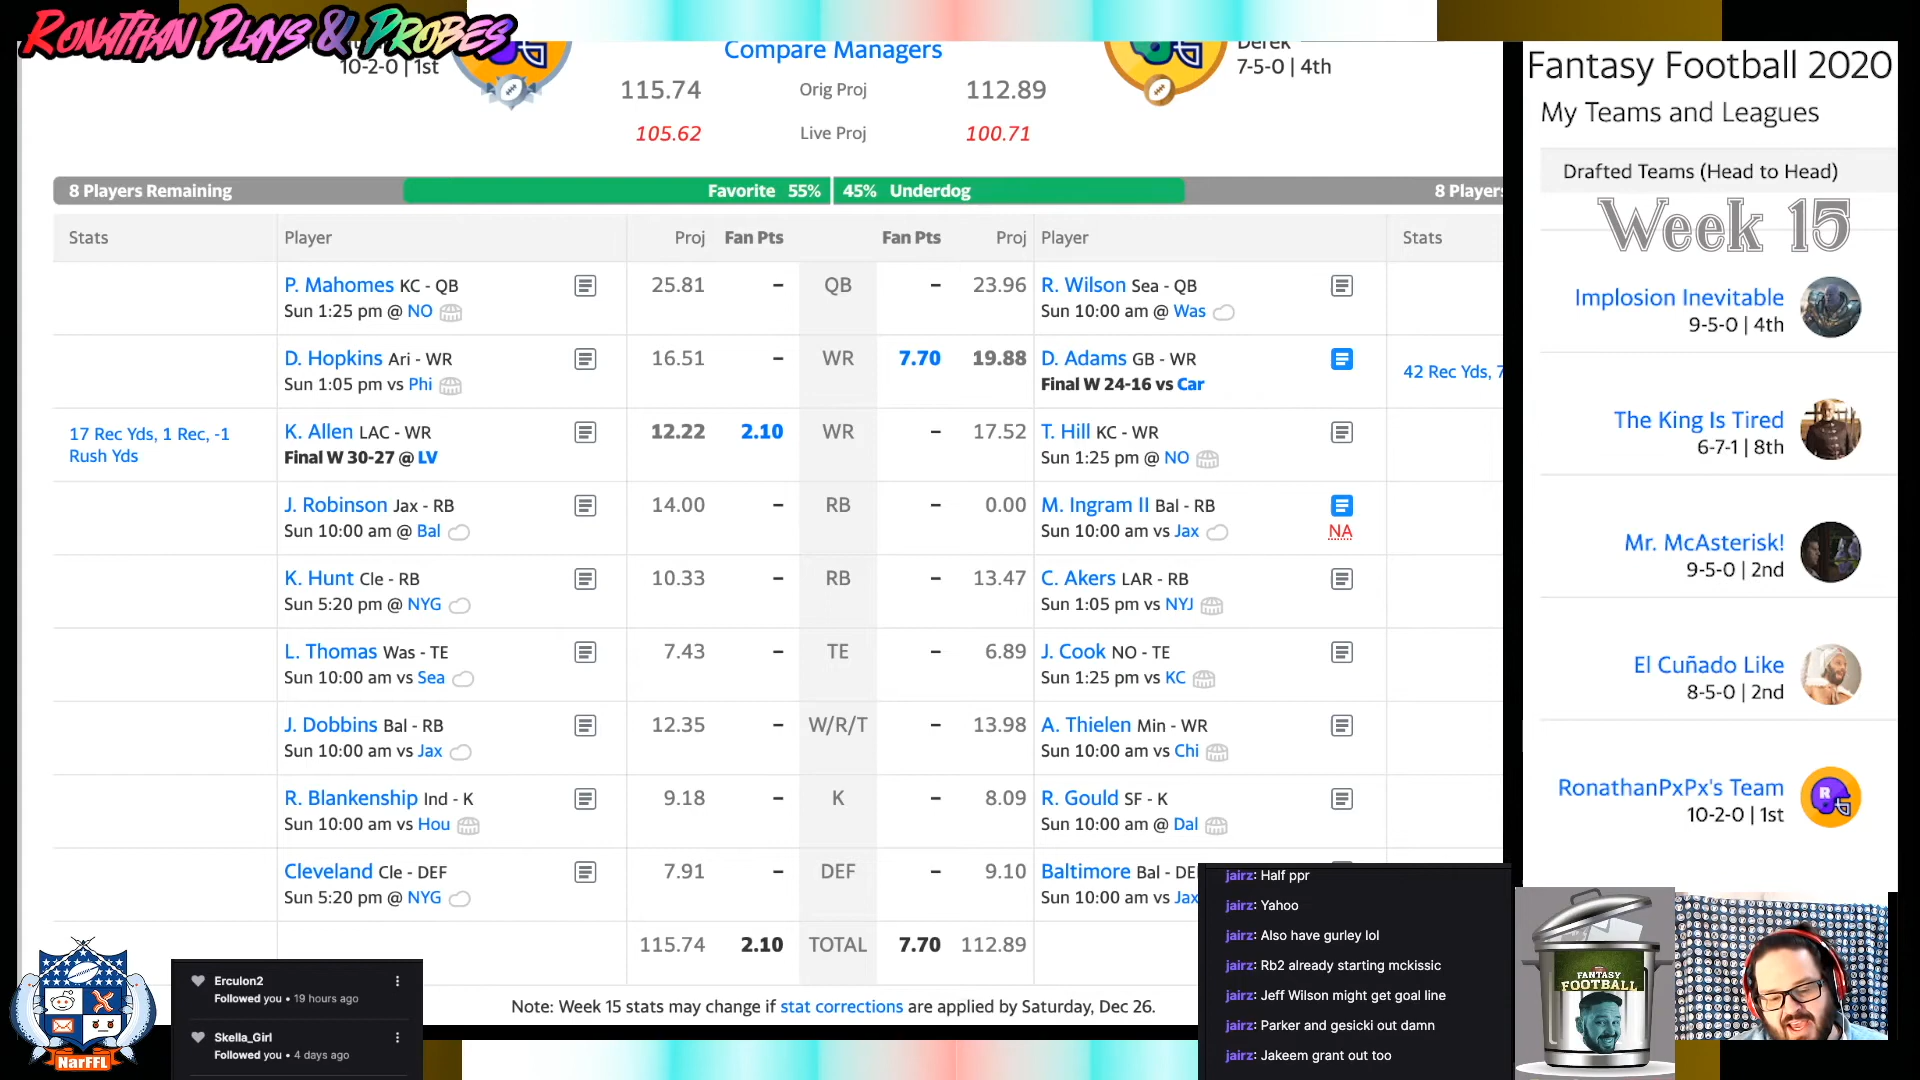 RONATHAN PLAYS & PROBES
10-2-0 | 1st
Compare Managers
Derek
7-5-0 | 4th
115.74 Orig Proj 112.89
105.62 Live Proj 100.71
8 Players Remaining Favorite 55% 45% Underdog 8 Players
Stats Player Proj Fan Pts Fan Pts Proj Player Stats
P. Mahomes KC - QB 25.81 – QB – 23.96 R. Wilson Sea - QB
Sun 1:25 pm @ NO Sun 10:00 am @ Was
D. Hopkins Ari - WR 16.51 – WR 7.70 19.88 D. Adams GB - WR
Sun 1:05 pm vs Phi Final W 24-16 vs Car 42 Rec Yds, 7
17 Rec Yds, 1 Rec, -1 K. Allen LAC - WR 12.22 2.10 WR – 17.52 T. Hill KC - WR
Rush Yds Final W 30-27 @ LV Sun 1:25 pm @ NO
J. Robinson Jax - RB 14.00 – RB – 0.00 M. Ingram II Bal - RB
Sun 10:00 am @ Bal Sun 10:00 am vs Jax NA
K. Hunt Cle - RB 10.33 – RB – 13.47 C. Akers LAR - RB
Sun 5:20 pm @ NYG Sun 1:05 pm vs NYJ
L. Thomas Was - TE 7.43 – TE – 6.89 J. Cook NO - TE
Sun 10:00 am vs Sea Sun 1:25 pm vs KC
J. Dobbins Bal - RB 12.35 – W/R/T – 13.98 A. Thielen Min - WR
Sun 10:00 am vs Jax Sun 10:00 am vs Chi
R. Blankenship Ind - K 9.18 – K – 8.09 R. Gould SF - K
Sun 10:00 am vs Hou Sun 10:00 am @ Dal
Cleveland Cle - DEF 7.91 – DEF – 9.10 Baltimore Bal - DE
Sun 5:20 pm @ NYG Sun 10:00 am vs Jax
115.74 2.10 TOTAL 7.70 112.89
Note: Week 15 stats may change if stat corrections are applied by Saturday, Dec 26.
Fantasy Football 2020
My Teams and Leagues
Drafted Teams (Head to Head)
Week 15
Implosion Inevitable
9-5-0 | 4th
The King Is Tired
6-7-1 | 8th
Mr. McAsterisk!
9-5-0 | 2nd
El Cuñado Like
8-5-0 | 2nd
RonathanPxPx's Team
R
10-2-0 | 1st
jairz: Half ppr
jairz: Yahoo
jairz: Also have gurley lol
jairz: Rb2 already starting mckissic
jairz: Jeff Wilson might get goal line
jairz: Parker and gesicki out damn
jairz: Jakeem grant out too
NarFFL
Erculon2
Followed you • 19 hours ago
Skella_Girl
Followed you • 4 days ago
FANTASY
FOOTBALL